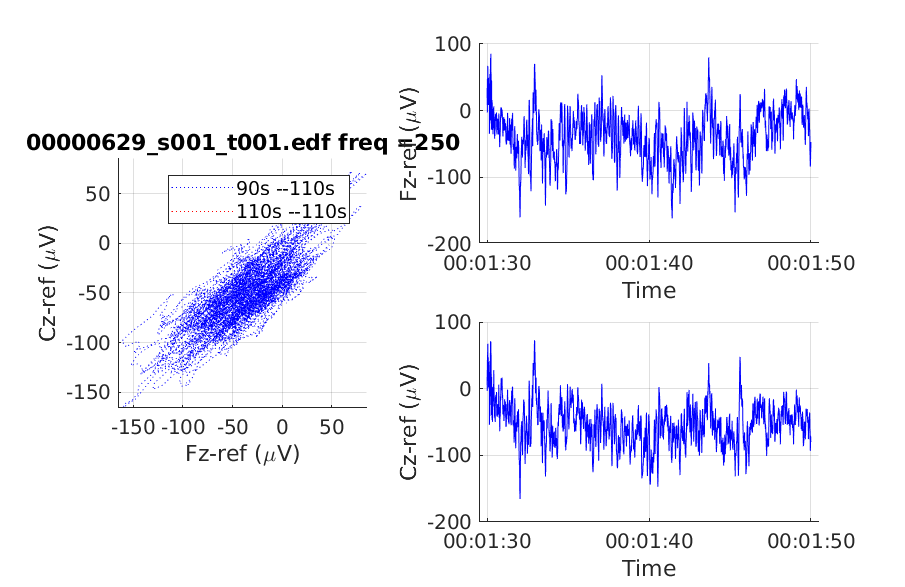 00000629_s001_t001.edf freq = 250
90s --110s
110s --110s
50
0
-50
-100
-150
Cz-ref (μV)
-150 -100 -50 0 50
Fz-ref (μV)
100
0
-100
-200
Fz-ref (μV)
00:01:30 00:01:40 00:01:50
Time
100
0
-100
-200
Cz-ref (μV)
00:01:30 00:01:40 00:01:50
Time